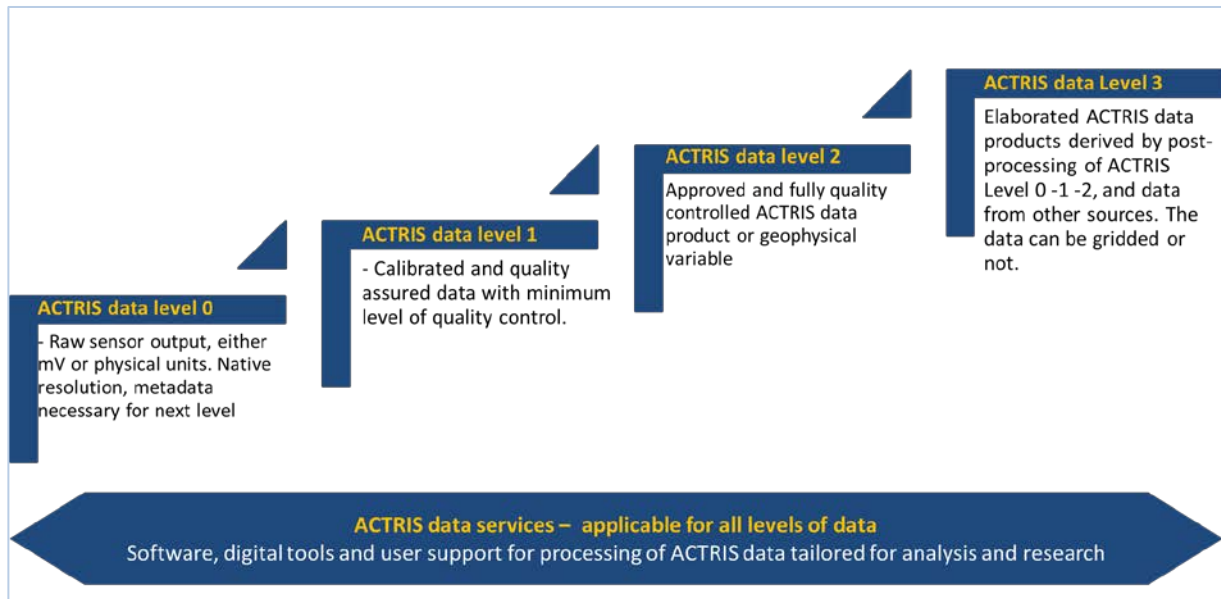 ACTRIS data level 0
- Raw sensor output, either
mV or physical units. Native
resolution, metadata
necessary for next level
ACTRIS data level 1
- Calibrated and quality
assured data with minimum
level of quality control.
ACTRIS data level 2
Approved and fully quality
controlled ACTRIS data
product or geophysical
variable
ACTRIS data Level 3
Elaborated ACTRIS data
products derived by post-
processing of ACTRIS
Level 0 -1 -2, and data
from other sources. The
data can be gridded or
not.
ACTRIS data services – applicable for all levels of data
Software, digital tools and user support for processing of ACTRIS data tailored for analysis and research